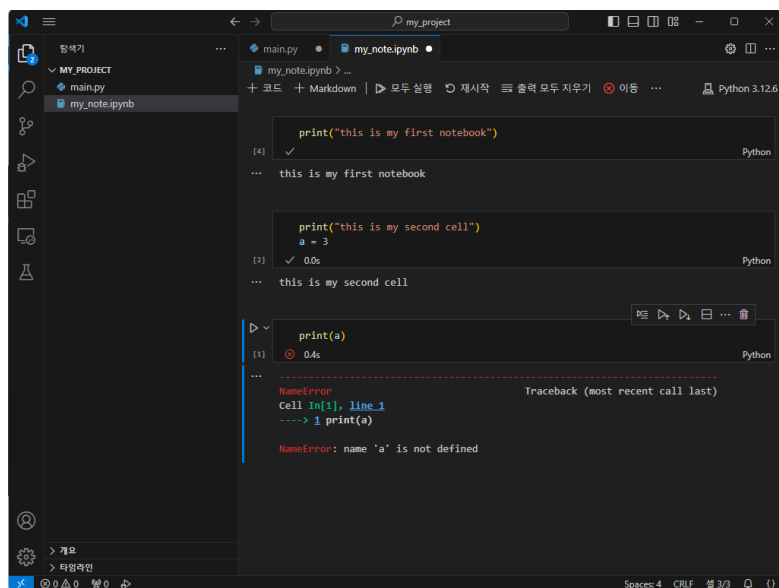 my_project
탐색기
MY_PROJECT
main.py
my_note.ipynb
main.py
my_note.ipynb
my_note.ipynb > ...
+ 코드 + Markdown | 모두 실행 재시작 출력 모두 지우기 이동 ... Python 3.12.6
print("this is my first notebook")
[4] Python
this is my first notebook
print("this is my second cell")
a = 3
[2] 0.0s Python
this is my second cell
print(a)
[1] 0.4s Python
---------------------------------------------------------------------------
NameError Traceback (most recent call last)
Cell In[1], line 1
----> 1 print(a)
NameError: name 'a' is not defined
2
개요
타임라인
0 0 0 Spaces: 4 CRLF 셀 3/3 {}